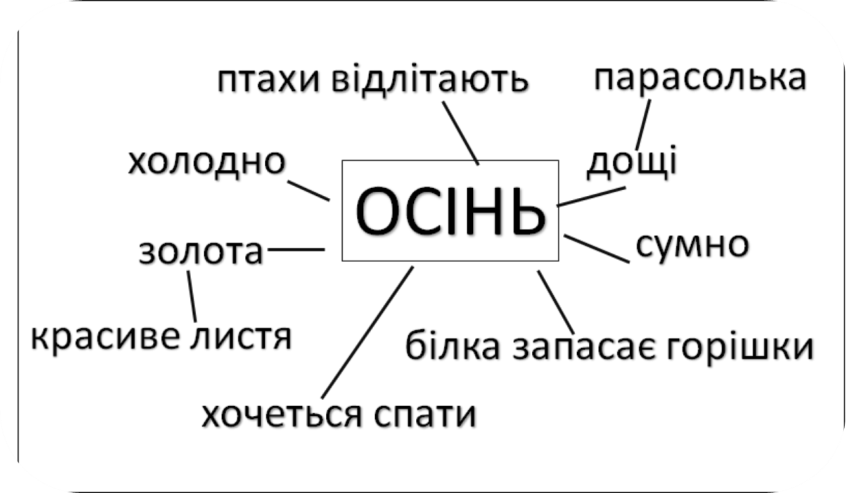 птахи відлітають
парасолька
холодно
дощі
ОСІНЬ
сумно
золота
красиве листя
білка запасає горішки
хочеться спати